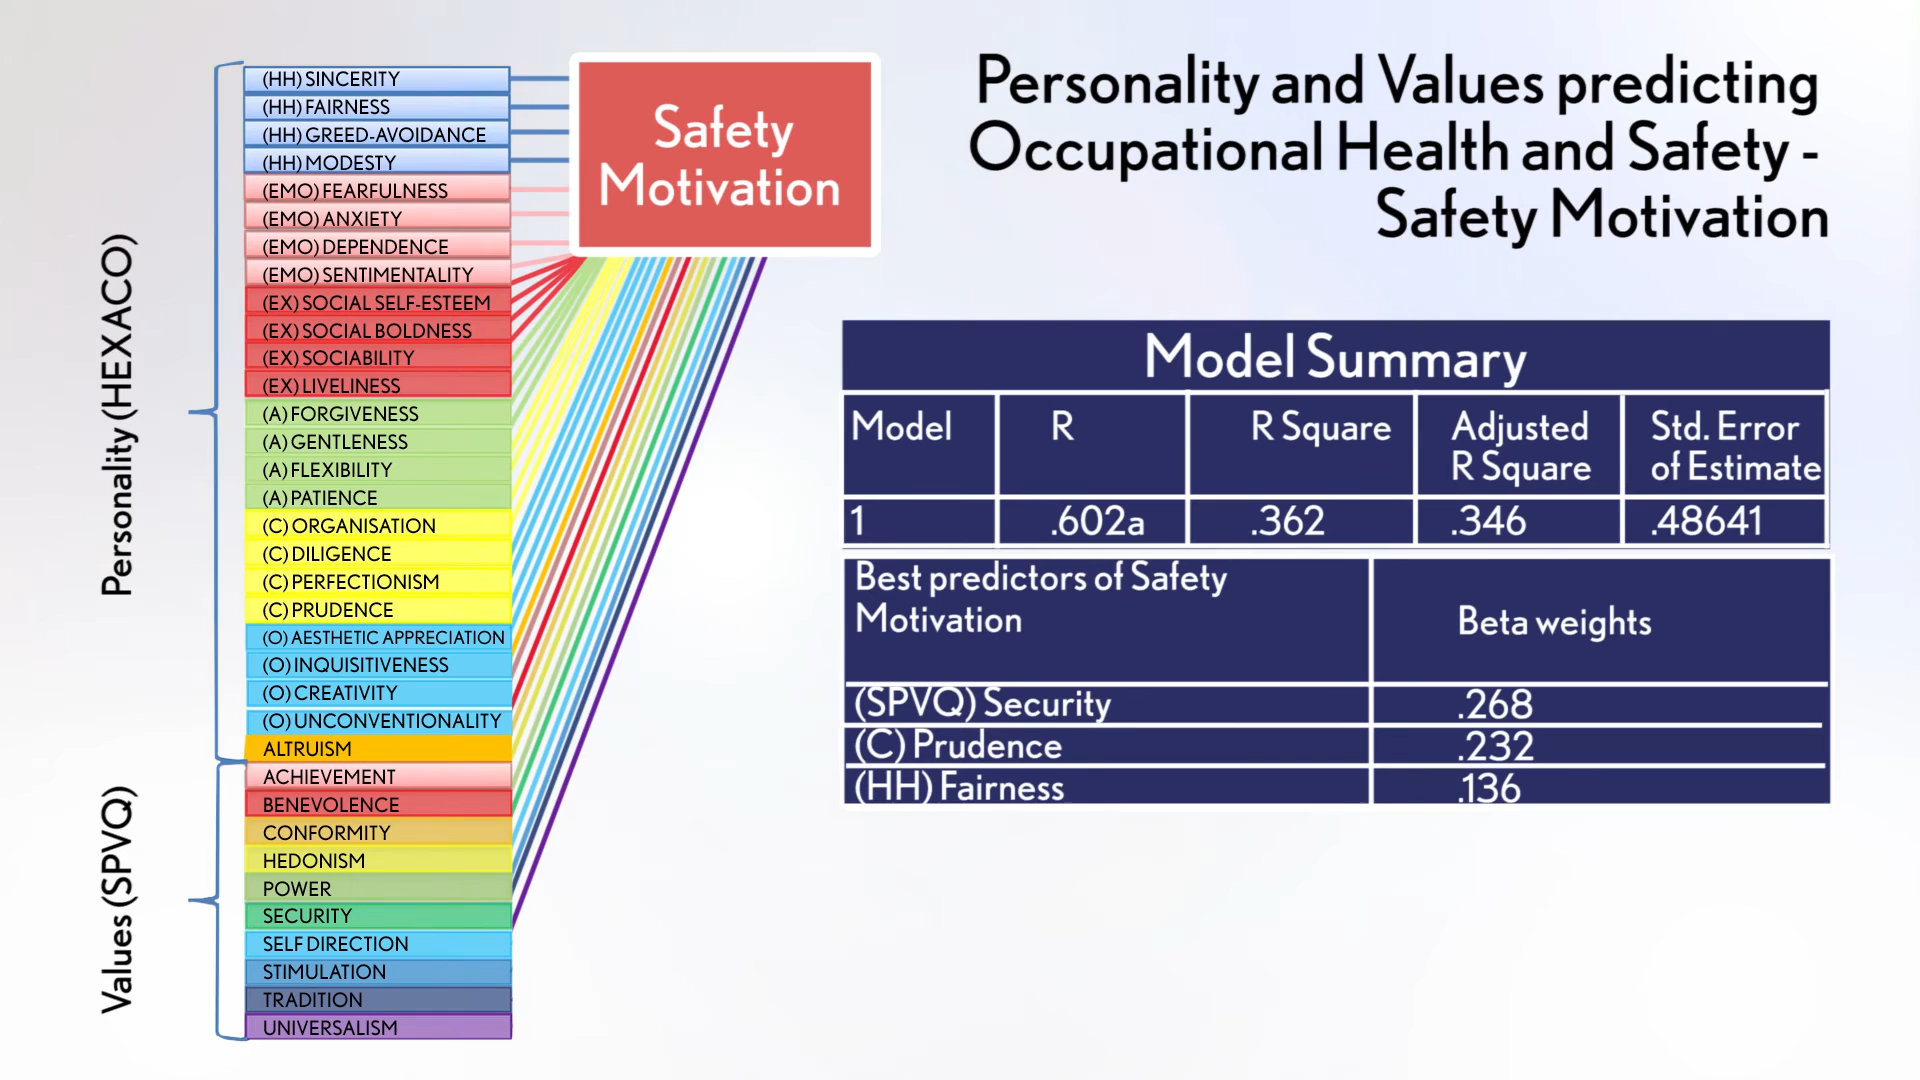 Personality and Values predicting
Occupational Health and Safety -
Safety Motivation
Personality (HEXACO)
(HH) SINCERITY
(HH) FAIRNESS
(HH) GREED-AVOIDANCE
(HH) MODESTY
(EMO) FEARFULNESS
(EMO) ANXIETY
(EMO) DEPENDENCE
(EMO) SENTIMENTALITY
(EX) SOCIAL SELF-ESTEEM
(EX) SOCIAL BOLDNESS
(EX) SOCIABILITY
(EX) LIVELINESS
(A) FORGIVENESS
(A) GENTLENESS
(A) FLEXIBILITY
(A) PATIENCE
(C) ORGANISATION
(C) DILIGENCE
(C) PERFECTIONISM
(C) PRUDENCE
(O) AESTHETIC APPRECIATION
(O) INQUISITIVENESS
(O) CREATIVITY
(O) UNCONVENTIONALITY
ALTRUISM
Values (SPVQ)
ACHIEVEMENT
BENEVOLENCE
CONFORMITY
HEDONISM
POWER
SECURITY
SELF DIRECTION
STIMULATION
TRADITION
UNIVERSALISM
Safety
Motivation
Model Summary
Model R R Square Adjusted R Square Std. Error of Estimate
1 .602a .362 .346 .48641
Best predictors of Safety Motivation Beta weights
(SPVQ) Security .268
(C) Prudence .232
(HH) Fairness .136